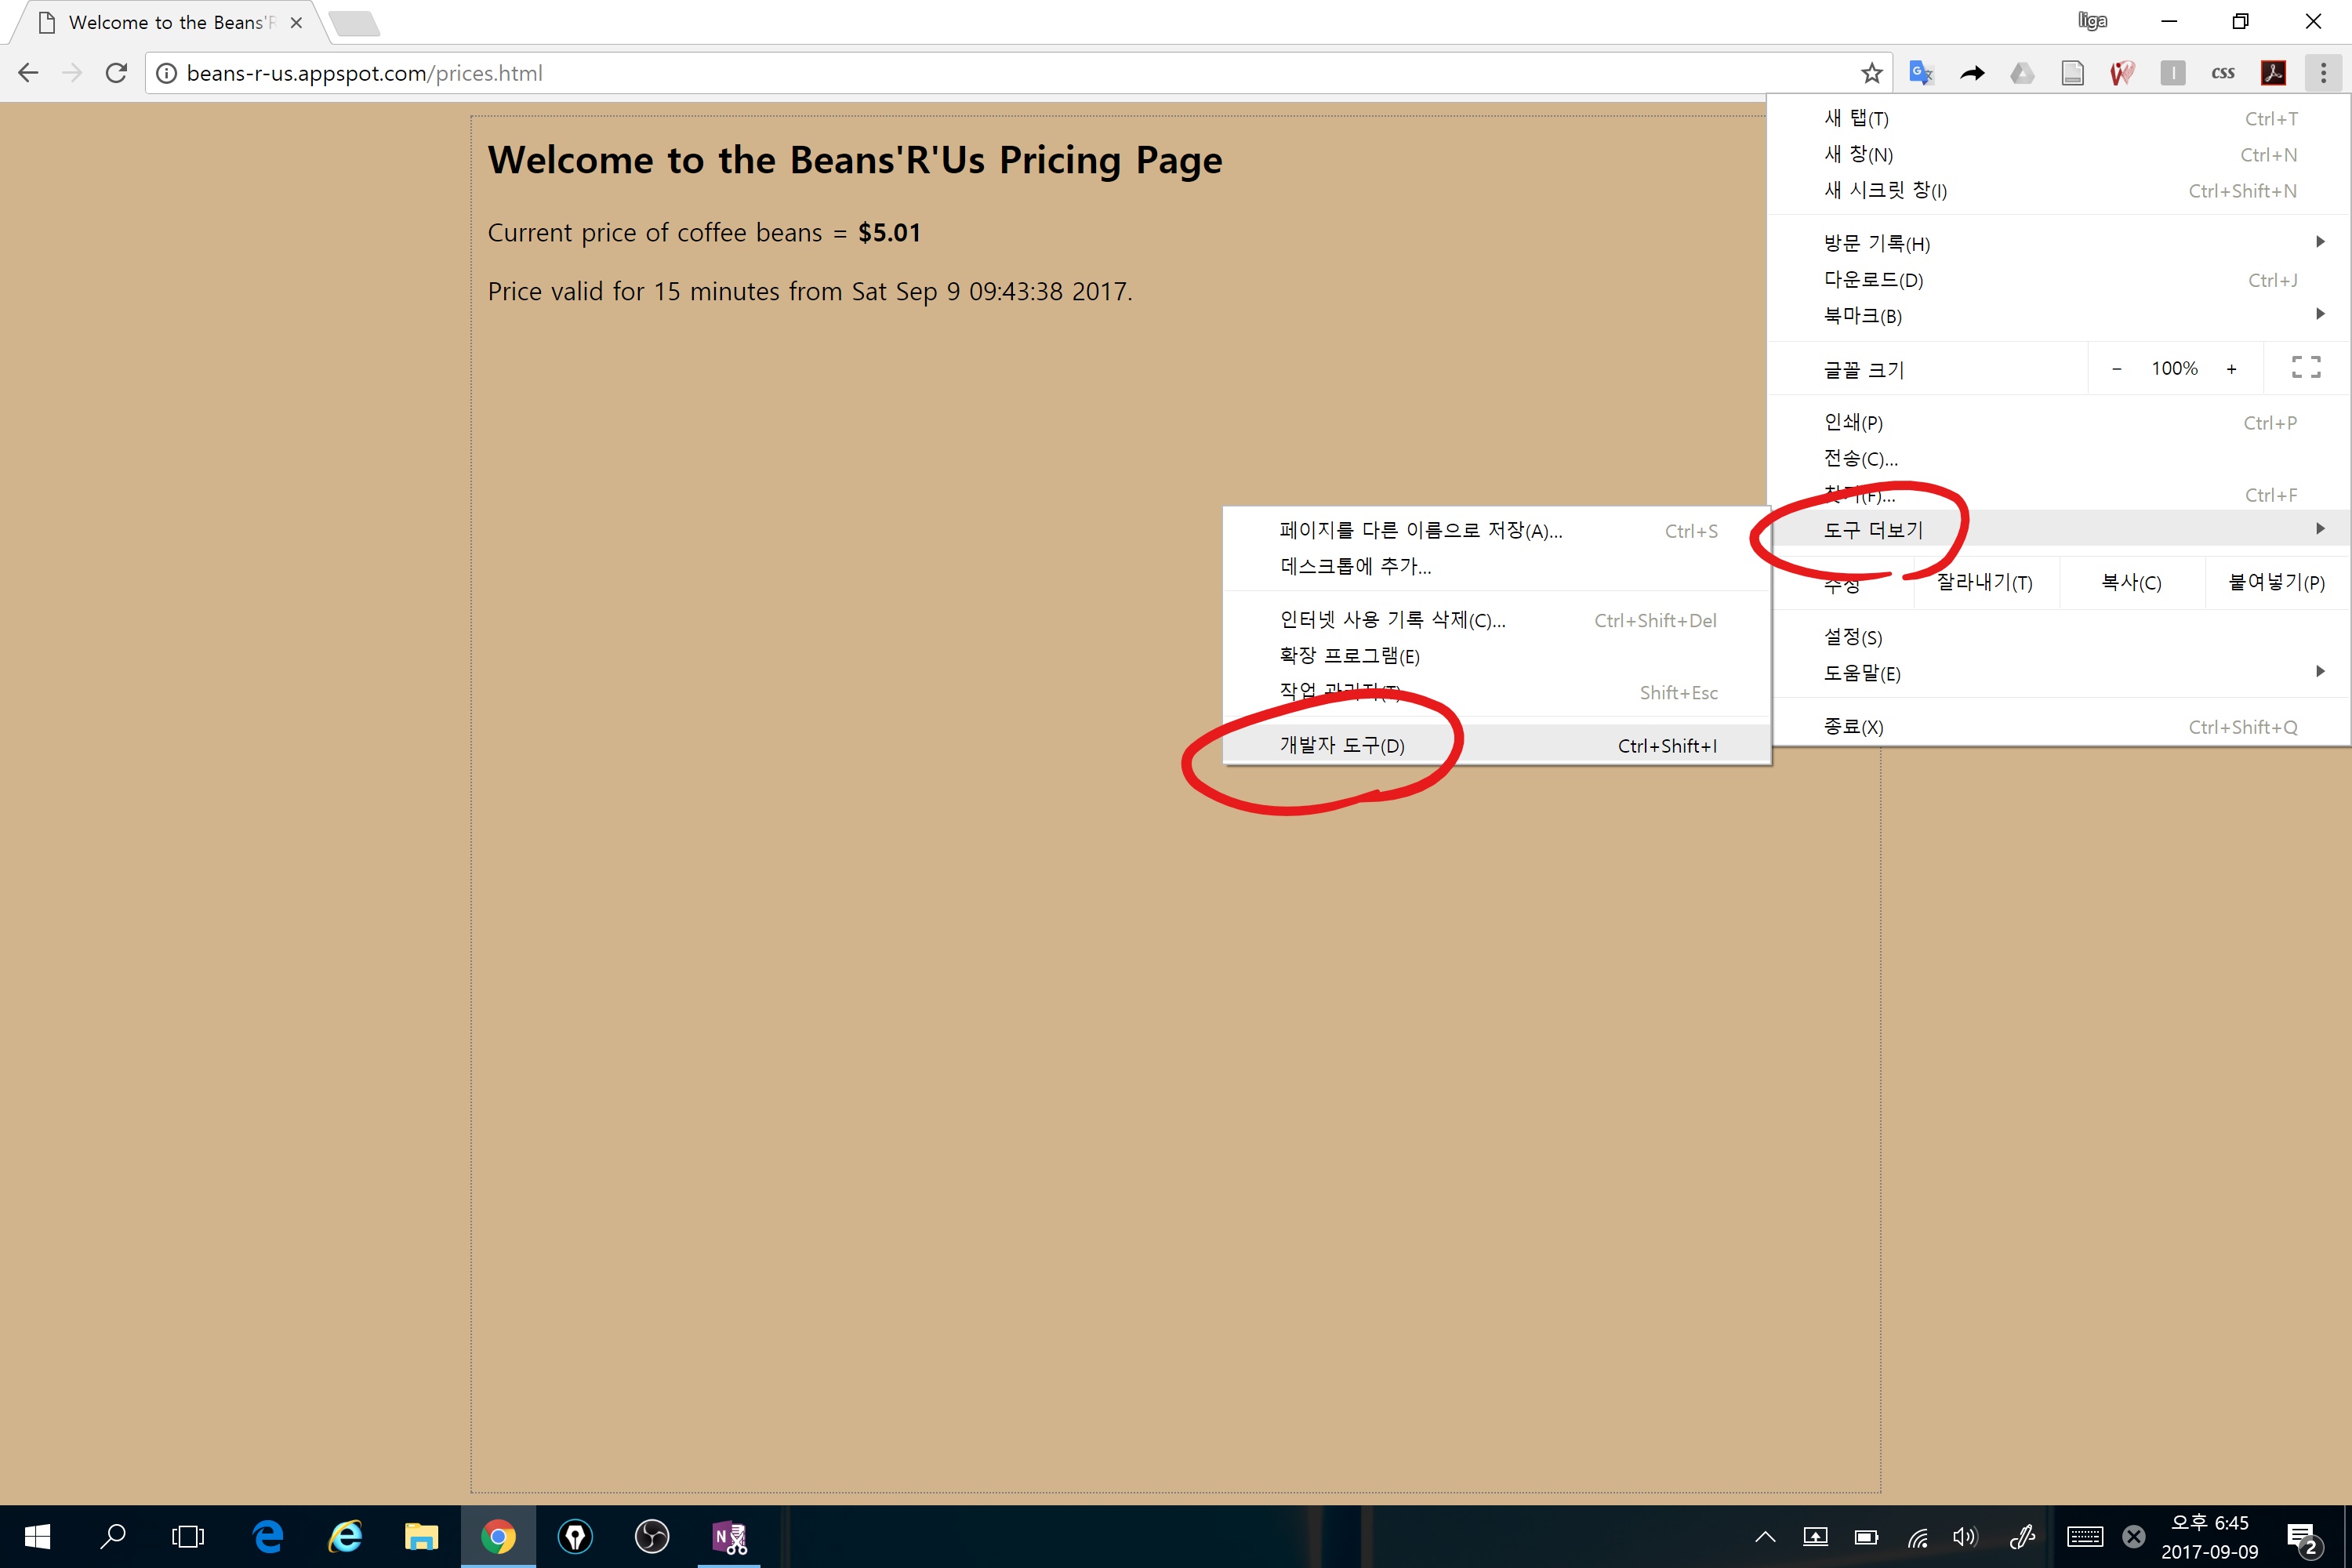 Welcome to the Beans'R
liga
beans-r-us.appspot.com/prices.html
css
Welcome to the Beans'R'Us Pricing Page
Current price of coffee beans = $5.01
Price valid for 15 minutes from Sat Sep 9 09:43:38 2017.
새 탭(T) Ctrl+T
새 창(N) Ctrl+N
새 시크릿 창(I) Ctrl+Shift+N
방문 기록(H)
다운로드(D) Ctrl+J
북마크(B)
글꼴 크기 − 100% +
인쇄(P) Ctrl+P
전송(C)...
찾기(F)... Ctrl+F
도구 더보기
수정 잘라내기(T) 복사(C) 붙여넣기(P)
설정(S)
도움말(E)
종료(X) Ctrl+Shift+Q
페이지를 다른 이름으로 저장(A)... Ctrl+S
데스크톱에 추가...
인터넷 사용 기록 삭제(C)... Ctrl+Shift+Del
확장 프로그램(E)
작업 관리자(T) Shift+Esc
개발자 도구(D) Ctrl+Shift+I
오후 6:45
2017-09-09
2